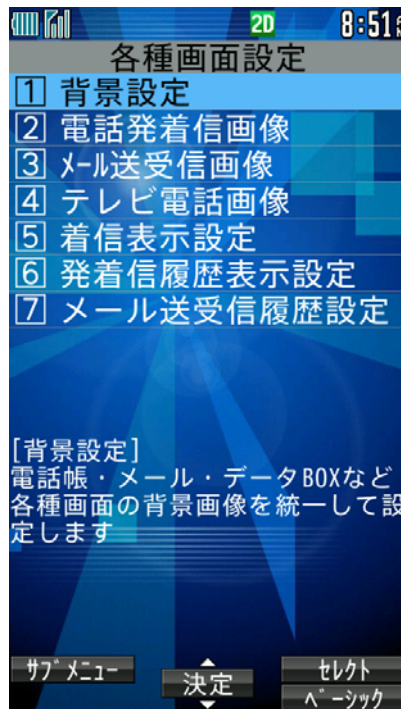 2D 8:51
各種画面設定
1 背景設定
2 電話発着信画像
3 ﾒｰﾙ送受信画像
4 テレビ電話画像
5 着信表示設定
6 発着信履歴表示設定
7 メール送受信履歴設定
[背景設定]
電話帳・メール・データBOXなど
各種画面の背景画像を統一して設
定します
ｻﾌﾞﾒﾆｭｰ 決定 ｾﾚｸﾄ
ﾍﾞｰｼｯｸ